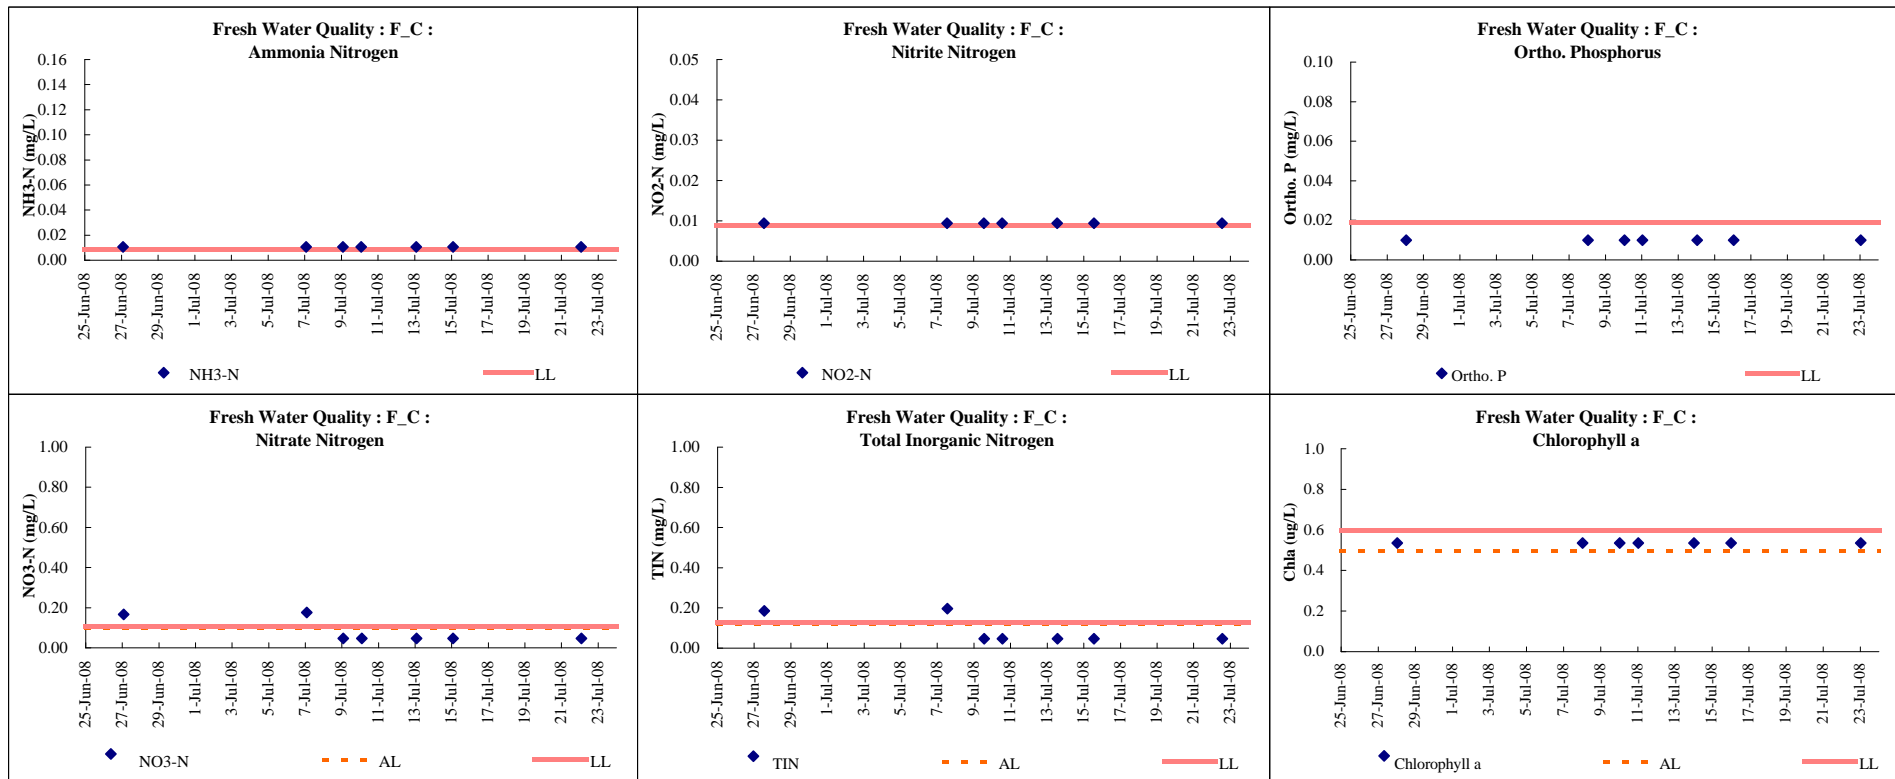 Fresh Water Quality : F_C :
Ammonia Nitrogen
NH3-N (mg/L)
0.16
0.14
0.12
0.10
0.08
0.06
0.04
0.02
0.00
25-Jun-08
27-Jun-08
29-Jun-08
1-Jul-08
3-Jul-08
5-Jul-08
7-Jul-08
9-Jul-08
11-Jul-08
13-Jul-08
15-Jul-08
17-Jul-08
19-Jul-08
21-Jul-08
23-Jul-08
NH3-N
LL
Fresh Water Quality : F_C :
Nitrite Nitrogen
NO2-N (mg/L)
0.05
0.04
0.03
0.02
0.01
0.00
25-Jun-08
27-Jun-08
29-Jun-08
1-Jul-08
3-Jul-08
5-Jul-08
7-Jul-08
9-Jul-08
11-Jul-08
13-Jul-08
15-Jul-08
17-Jul-08
19-Jul-08
21-Jul-08
23-Jul-08
NO2-N
LL
Fresh Water Quality : F_C :
Ortho. Phosphorus
Ortho. P (mg/L)
0.10
0.08
0.06
0.04
0.02
0.00
25-Jun-08
27-Jun-08
29-Jun-08
1-Jul-08
3-Jul-08
5-Jul-08
7-Jul-08
9-Jul-08
11-Jul-08
13-Jul-08
15-Jul-08
17-Jul-08
19-Jul-08
21-Jul-08
23-Jul-08
Ortho. P
LL
Fresh Water Quality : F_C :
Nitrate Nitrogen
NO3-N (mg/L)
1.00
0.80
0.60
0.40
0.20
0.00
25-Jun-08
27-Jun-08
29-Jun-08
1-Jul-08
3-Jul-08
5-Jul-08
7-Jul-08
9-Jul-08
11-Jul-08
13-Jul-08
15-Jul-08
17-Jul-08
19-Jul-08
21-Jul-08
23-Jul-08
NO3-N
AL
LL
Fresh Water Quality : F_C :
Total Inorganic Nitrogen
TIN (mg/L)
1.00
0.80
0.60
0.40
0.20
0.00
25-Jun-08
27-Jun-08
29-Jun-08
1-Jul-08
3-Jul-08
5-Jul-08
7-Jul-08
9-Jul-08
11-Jul-08
13-Jul-08
15-Jul-08
17-Jul-08
19-Jul-08
21-Jul-08
23-Jul-08
TIN
AL
LL
Fresh Water Quality : F_C :
Chlorophyll a
Chla (ug/L)
1.0
0.8
0.6
0.4
0.2
0.0
25-Jun-08
27-Jun-08
29-Jun-08
1-Jul-08
3-Jul-08
5-Jul-08
7-Jul-08
9-Jul-08
11-Jul-08
13-Jul-08
15-Jul-08
17-Jul-08
19-Jul-08
21-Jul-08
23-Jul-08
Chlorophyll a
AL
LL